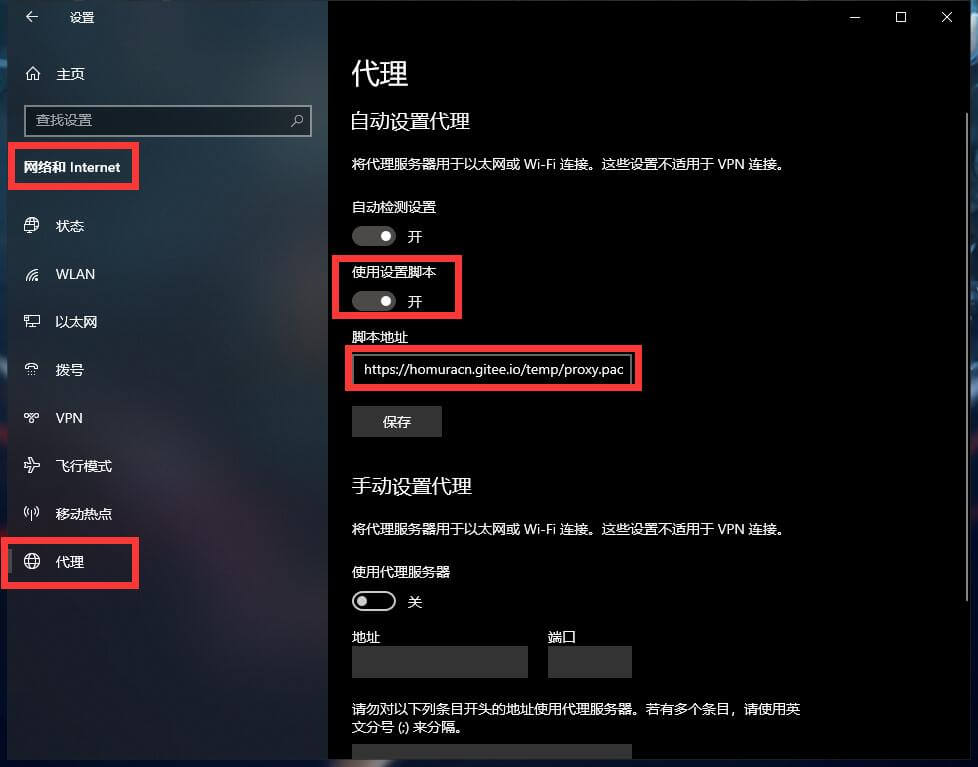 设置
主页
查找设置
网络和 Internet
状态
WLAN
以太网
拨号
VPN
飞行模式
移动热点
代理
代理
自动设置代理
将代理服务器用于以太网或 Wi-Fi 连接。这些设置不适用于 VPN 连接。
自动检测设置
开
使用设置脚本
开
脚本地址
https://homuracn.gitee.io/temp/proxy.pac
保存
手动设置代理
将代理服务器用于以太网或 Wi-Fi 连接。这些设置不适用于 VPN 连接。
使用代理服务器
关
地址 端口
请勿对以下列条目开头的地址使用代理服务器。若有多个条目，请使用英
文分号 (;) 来分隔。